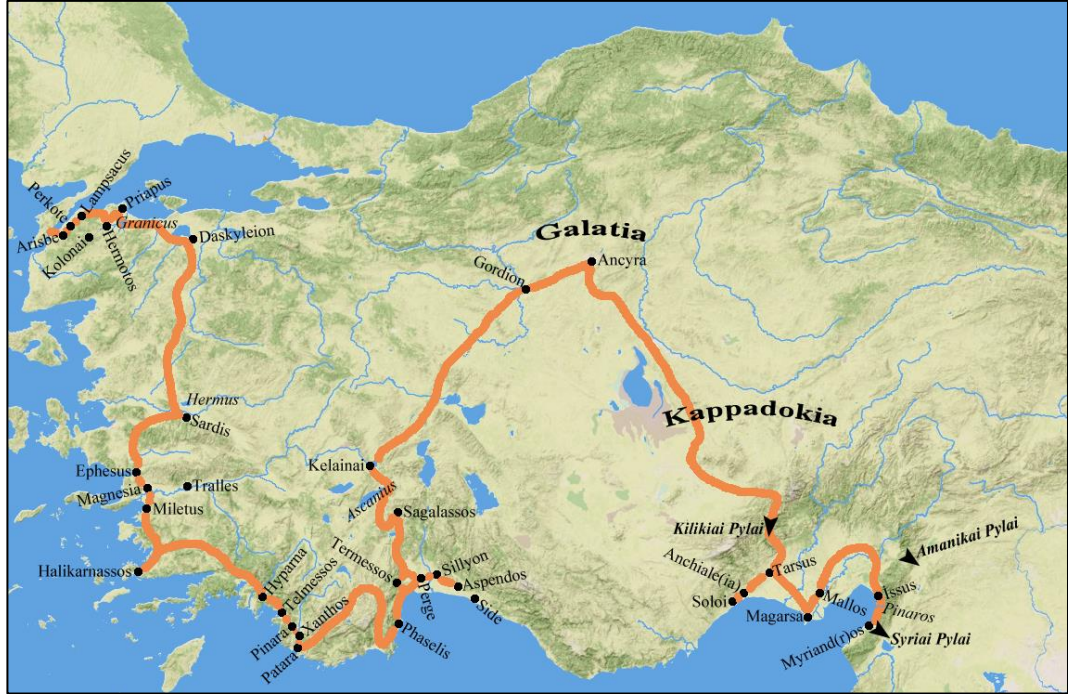 Perkote
Lampsacus
Priapus
Arisbe
Kolonai
Hermotos
Granicus
Daskyleion
Galatia
Gordion
Ancyra
Hermus
Sardis
Kappadokia
Ephesus
Magnesia
Tralles
Miletus
Kelainai
Ascanius
Sagalassos
Kilikiai Pylai
Amanikai Pylai
Halikarnassos
Hyparna
Telmessos
Pinara
Xanthos
Patara
Termessos
Perge
Sillyon
Aspendos
Side
Phaselis
Anchiale(ia)
Tarsus
Soloi
Magarsa
Mallos
Issus
Pinaros
Myriand(r)os
Syriai Pylai